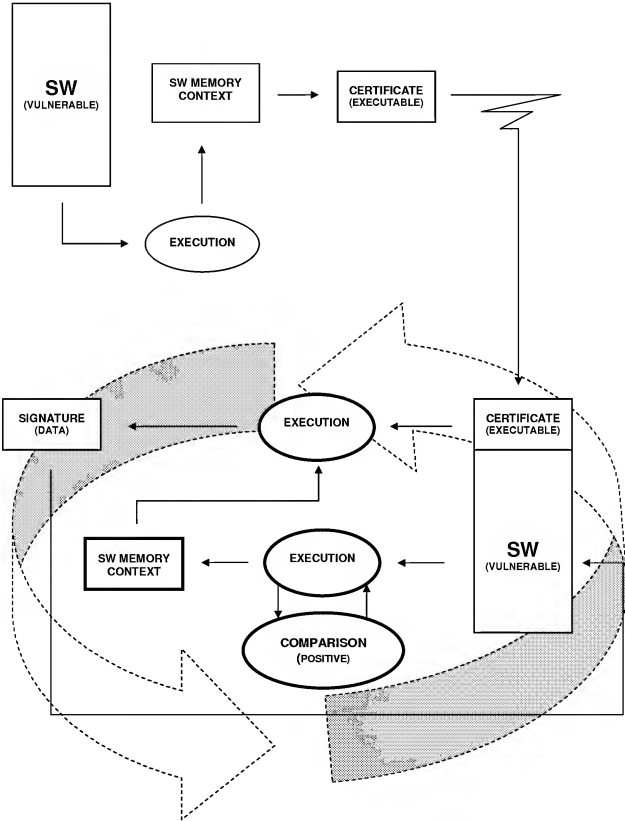 SW
(VULNERABLE)
SW MEMORY
CONTEXT
CERTIFICATE
(EXECUTABLE)
EXECUTION
SIGNATURE
(DATA)
EXECUTION
CERTIFICATE
(EXECUTABLE)
SW MEMORY
CONTEXT
EXECUTION
SW
(VULNERABLE)
COMPARISON
(POSITIVE)